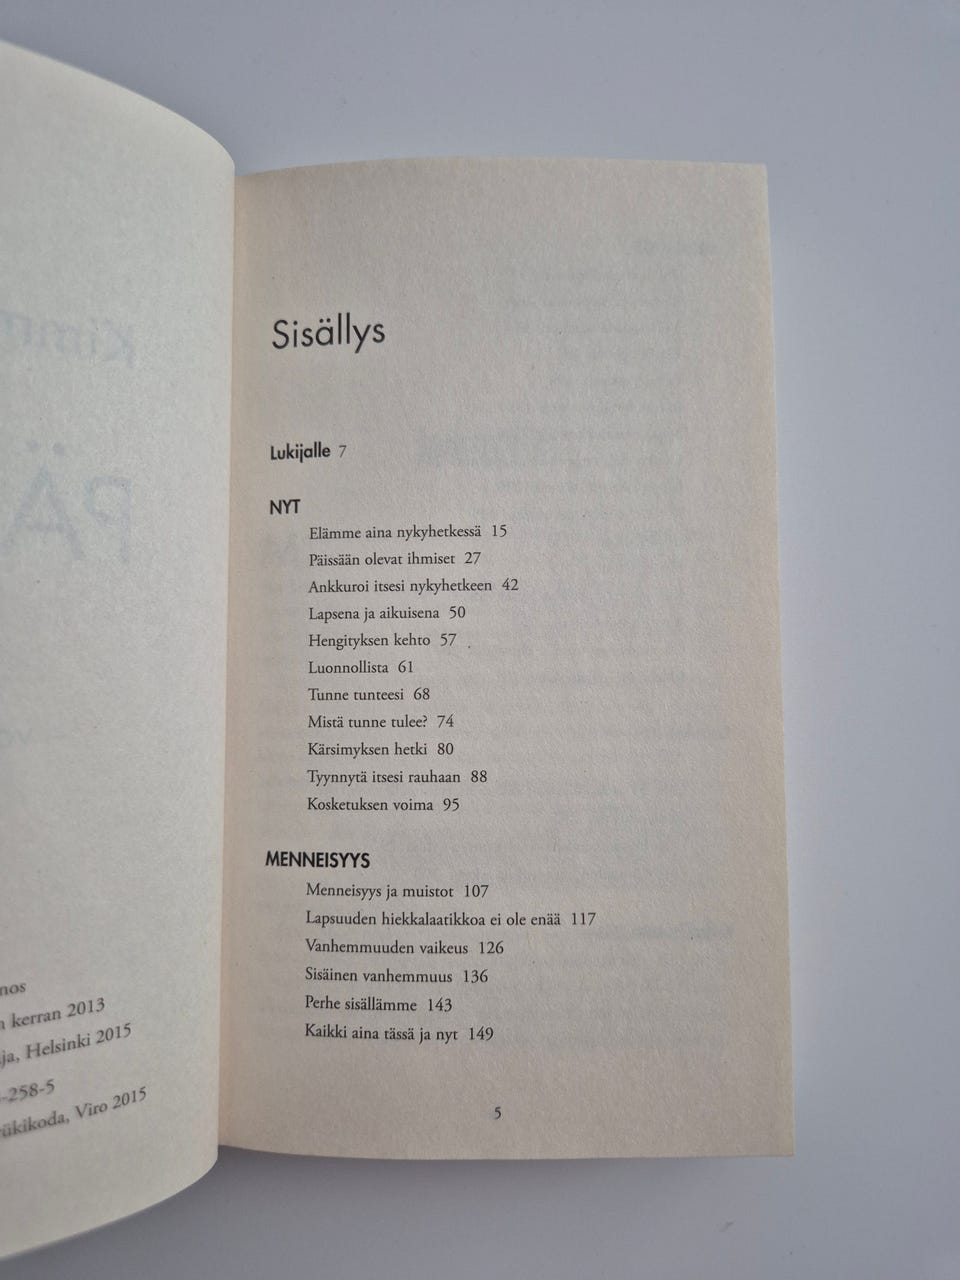 nos
n kerran 2013
ja, Helsinki 2015
-258-5
ükikoda, Viro 2015
Sisällys
Lukijalle 7
NYT
Elämme aina nykyhetkessä 15
Päissään olevat ihmiset 27
Ankkuroi itsesi nykyhetkeen 42
Lapsena ja aikuisena 50
Hengityksen kehto 57
Luonnollista 61
Tunne tunteesi 68
Mistä tunne tulee? 74
Kärsimyksen hetki 80
Tyynnytä itsesi rauhaan 88
Kosketuksen voima 95
MENNEISYYS
Menneisyys ja muistot 107
Lapsuuden hiekkalaatikkoa ei ole enää 117
Vanhemmuuden vaikeus 126
Sisäinen vanhemmuus 136
Perhe sisällämme 143
Kaikki aina tässä ja nyt 149
5